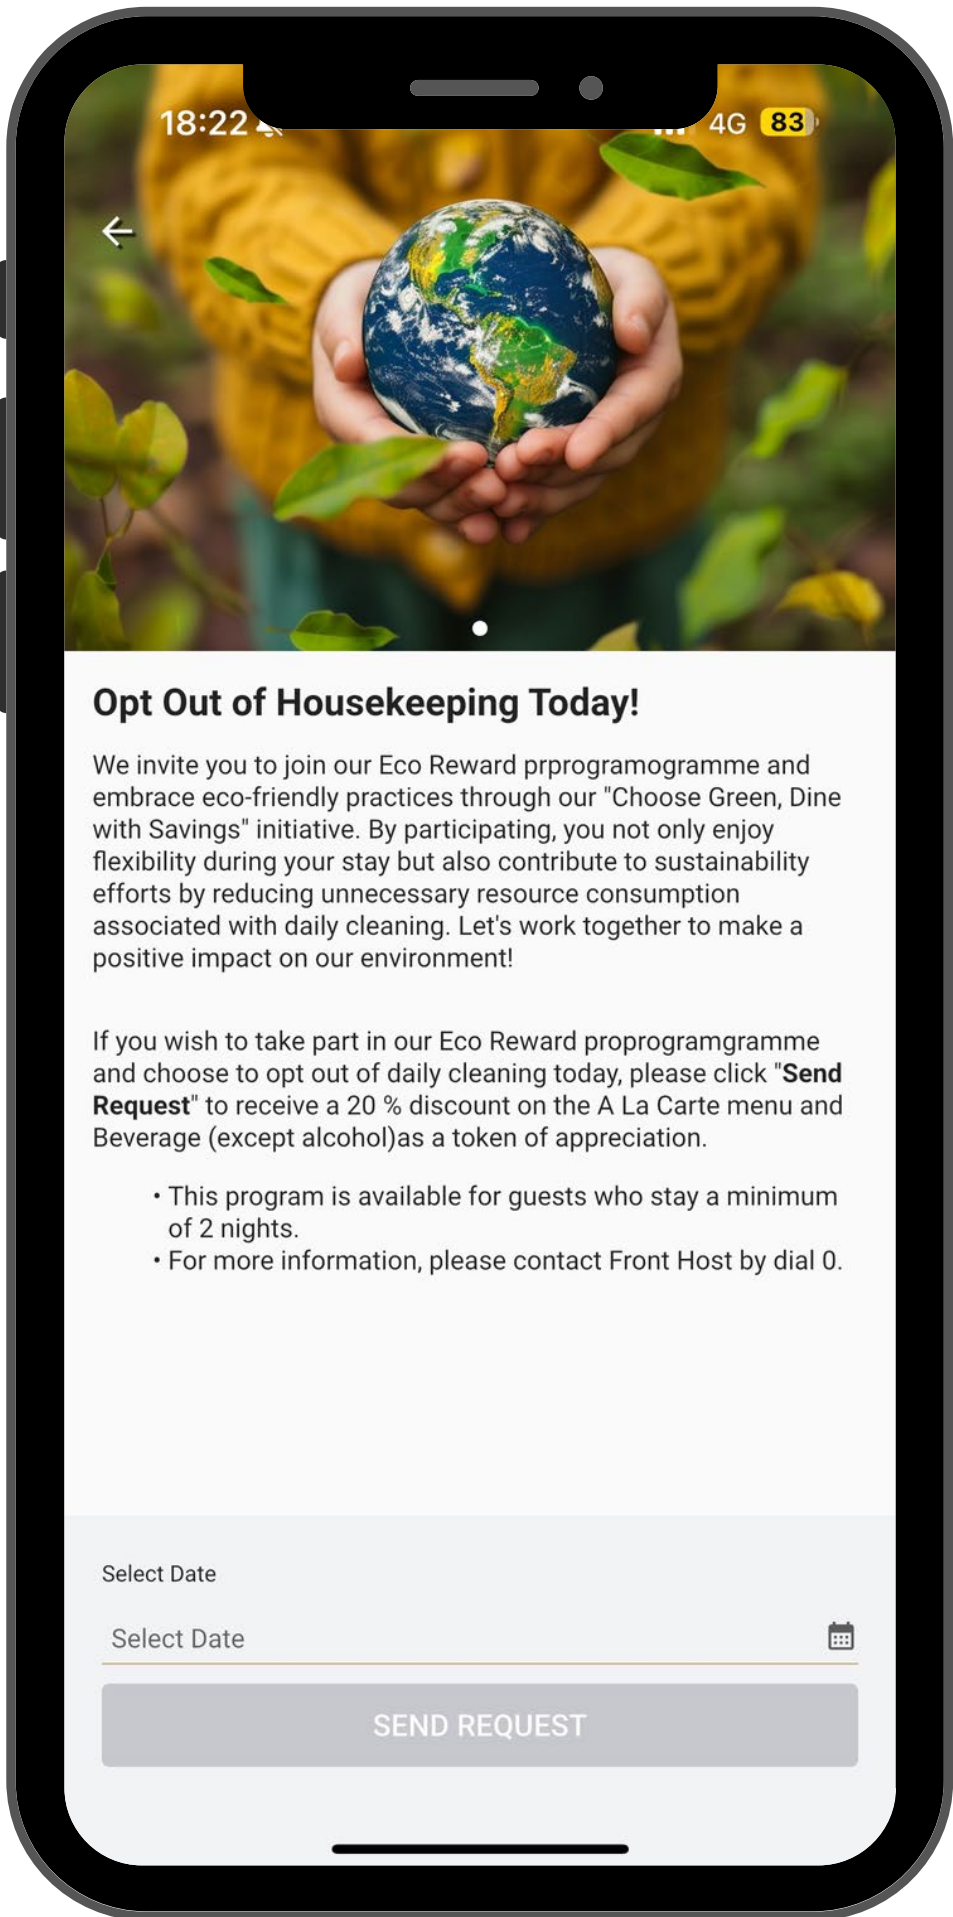 18:22
4G 83
Opt Out of Housekeeping Today!
We invite you to join our Eco Reward prprogramogramme and
embrace eco-friendly practices through our "Choose Green, Dine
with Savings" initiative. By participating, you not only enjoy
flexibility during your stay but also contribute to sustainability
efforts by reducing unnecessary resource consumption
associated with daily cleaning. Let's work together to make a
positive impact on our environment!
If you wish to take part in our Eco Reward proprogramgramme
and choose to opt out of daily cleaning today, please click "Send
Request" to receive a 20 % discount on the A La Carte menu and
Beverage (except alcohol)as a token of appreciation.
• This program is available for guests who stay a minimum
of 2 nights.
• For more information, please contact Front Host by dial 0.
Select Date
Select Date
SEND REQUEST